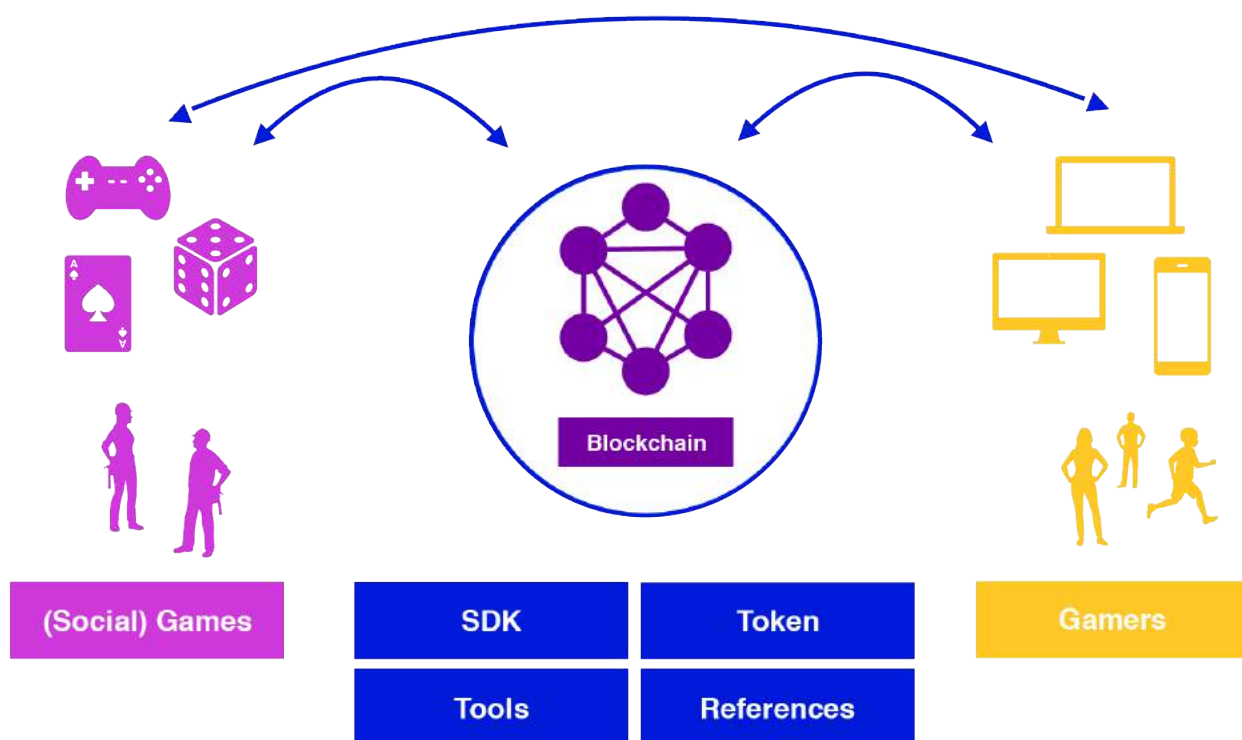 A
A
Blockchain
(Social) Games
SDK
Token
Gamers
Tools
References